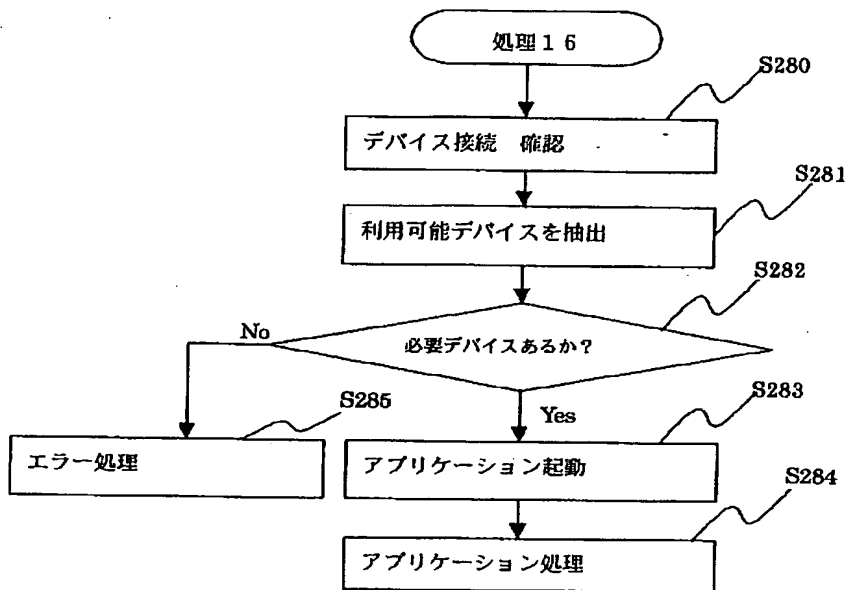 処理１６
S280
デバイス接続　確認
S281
利用可能デバイスを抽出
S282
必要デバイスあるか？
No
Yes
S285
エラー処理
S283
アプリケーション起動
S284
アプリケーション処理